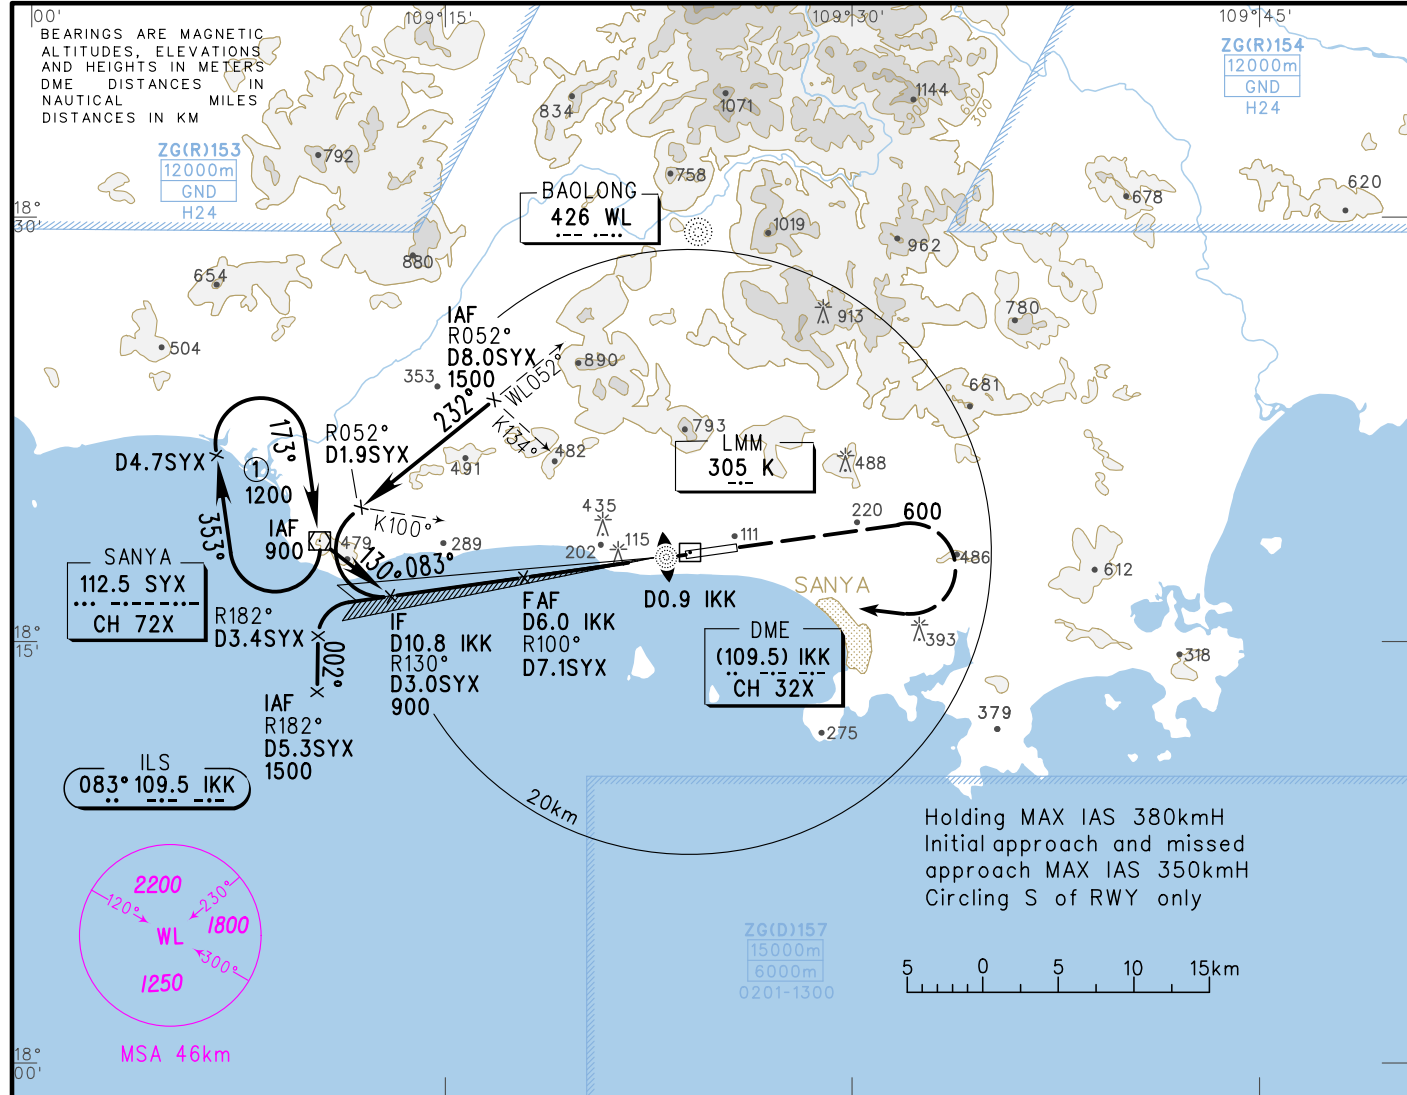 00'
109° 15'
109° 30'
109° 45'
BEARINGS ARE MAGNETIC
ALTITUDES, ELEVATIONS
AND HEIGHTS IN METERS
DME DISTANCES IN
NAUTICAL MILES
DISTANCES IN KM
ZG(R)153
12000m
GND
H24
ZG(R)154
12000m
GND
H24
834
1071
1144
900
600
300
792
758
678
620
18°
30'
BAOLONG
426 WL
1019
962
880
654
780
913
504
IAF
R052°
D8.0SYX
1500
WL052°
890
353
681
232°
K134°
793
R052°
D1.9SYX
173°
D4.7SYX
482
491
LMM
305 K
488
1
1200
K100°
435
220
600
353°
IAF
900
479
289
202
115
111
486
612
130°
083°
SANYA
112.5 SYX
CH 72X
SANYA
R182°
D3.4SYX
IF
D10.8 IKK
R130°
D3.0SYX
900
FAF
D6.0 IKK
R100°
D7.1SYX
D0.9 IKK
DME
(109.5) IKK
CH 32X
393
318
18°
15'
002°
IAF
R182°
D5.3SYX
1500
275
379
ILS
083° 109.5 IKK
20km
Holding MAX IAS 380kmH
Initial approach and missed
approach MAX IAS 350kmH
Circling S of RWY only
2200
120°
230°
WL
1800
300°
1250
MSA 46km
ZG(D)157
15000m
6000m
0201-1300
5 0 5 10 15km
18°
00'